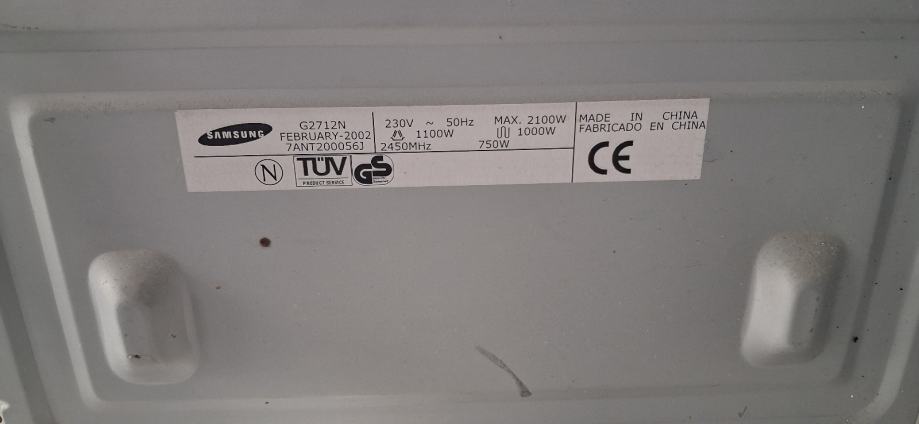 SAMSUNG
G2712N
FEBRUARY-2002
7ANT200056J
230V ~ 50Hz MAX. 2100W
1100W 1000W
2450MHz 750W
MADE IN CHINA
FABRICADO EN CHINA
N
TÜV
PRODUCT SERVICE
GS
CE